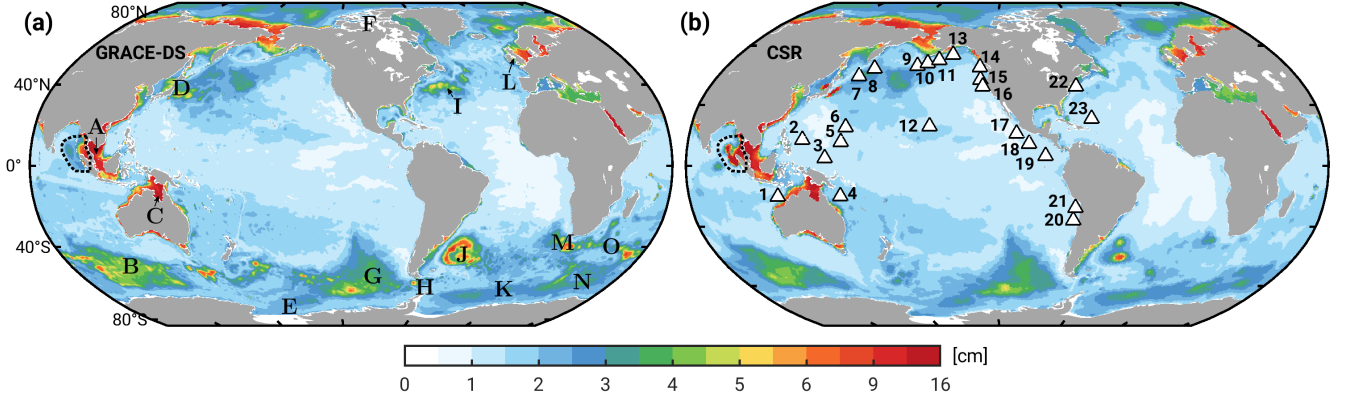 (a)
80°N
GRACE-DS
F
L
40°N
D
I
A
0°
C
40°S
B
G
H
J
K
M
O
N
E
80°S
(b)
CSR
13
9
10
11
14
15
16
7
8
22
23
6
5
2
3
12
17
18
19
1
4
21
20
0 1 2 3 4 5 6 9 16 [cm]